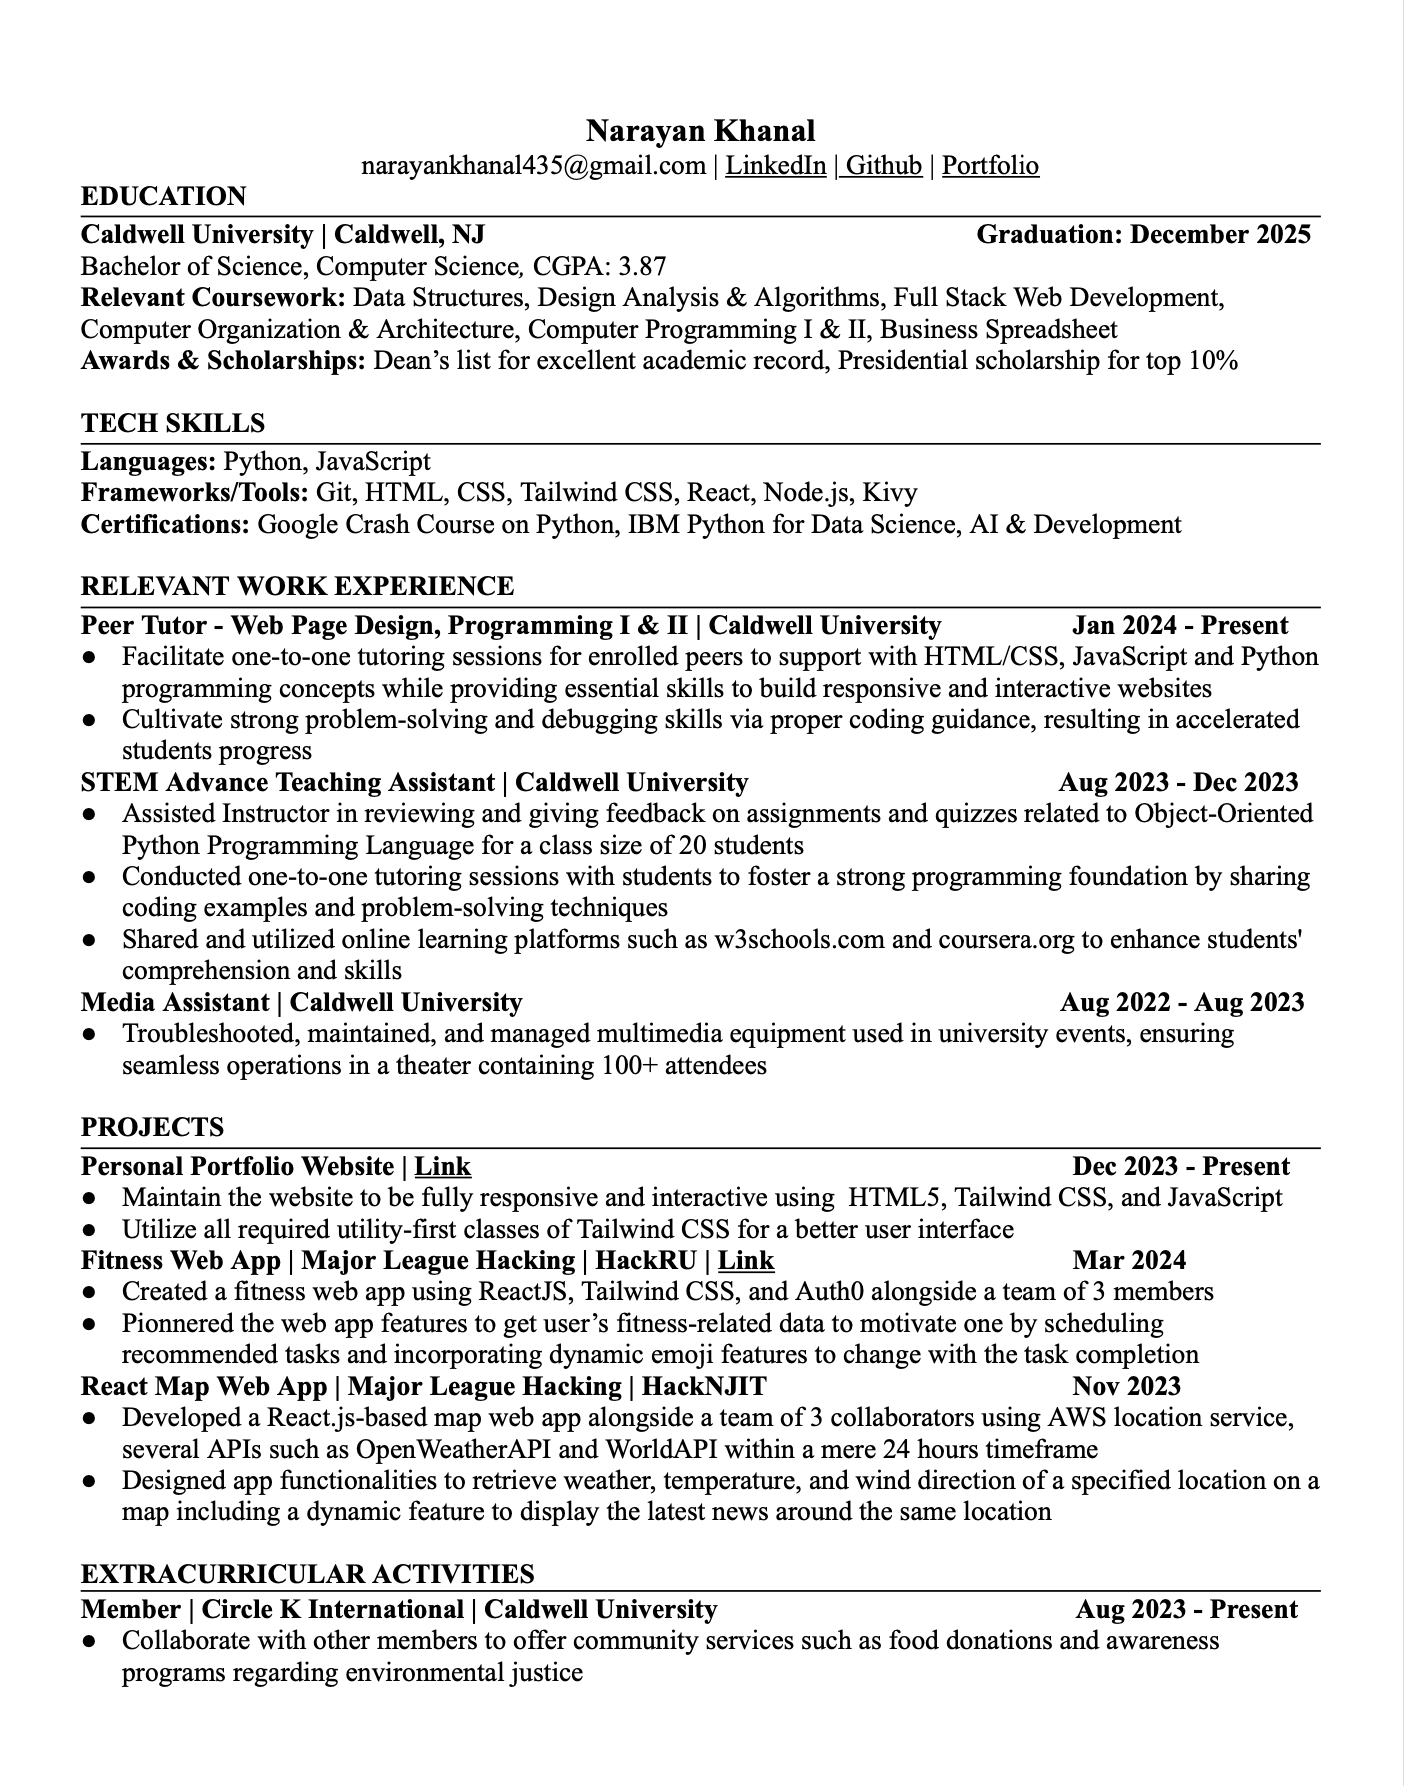 Narayan Khanal
narayankhanal435@gmail.com | LinkedIn | Github | Portfolio
EDUCATION
Caldwell University | Caldwell, NJ Graduation: December 2025
Bachelor of Science, Computer Science, CGPA: 3.87
Relevant Coursework: Data Structures, Design Analysis & Algorithms, Full Stack Web Development,
Computer Organization & Architecture, Computer Programming I & II, Business Spreadsheet
Awards & Scholarships: Dean’s list for excellent academic record, Presidential scholarship for top 10%
TECH SKILLS
Languages: Python, JavaScript
Frameworks/Tools: Git, HTML, CSS, Tailwind CSS, React, Node.js, Kivy
Certifications: Google Crash Course on Python, IBM Python for Data Science, AI & Development
RELEVANT WORK EXPERIENCE
Peer Tutor - Web Page Design, Programming I & II | Caldwell University Jan 2024 - Present
● Facilitate one-to-one tutoring sessions for enrolled peers to support with HTML/CSS, JavaScript and Python
programming concepts while providing essential skills to build responsive and interactive websites
● Cultivate strong problem-solving and debugging skills via proper coding guidance, resulting in accelerated
students progress
STEM Advance Teaching Assistant | Caldwell University Aug 2023 - Dec 2023
● Assisted Instructor in reviewing and giving feedback on assignments and quizzes related to Object-Oriented
Python Programming Language for a class size of 20 students
● Conducted one-to-one tutoring sessions with students to foster a strong programming foundation by sharing
coding examples and problem-solving techniques
● Shared and utilized online learning platforms such as w3schools.com and coursera.org to enhance students'
comprehension and skills
Media Assistant | Caldwell University Aug 2022 - Aug 2023
● Troubleshooted, maintained, and managed multimedia equipment used in university events, ensuring
seamless operations in a theater containing 100+ attendees
PROJECTS
Personal Portfolio Website | Link Dec 2023 - Present
● Maintain the website to be fully responsive and interactive using  HTML5, Tailwind CSS, and JavaScript
● Utilize all required utility-first classes of Tailwind CSS for a better user interface
Fitness Web App | Major League Hacking | HackRU | Link Mar 2024
● Created a fitness web app using ReactJS, Tailwind CSS, and Auth0 alongside a team of 3 members
● Pionnered the web app features to get user’s fitness-related data to motivate one by scheduling
recommended tasks and incorporating dynamic emoji features to change with the task completion
React Map Web App | Major League Hacking | HackNJIT Nov 2023
● Developed a React.js-based map web app alongside a team of 3 collaborators using AWS location service,
several APIs such as OpenWeatherAPI and WorldAPI within a mere 24 hours timeframe
● Designed app functionalities to retrieve weather, temperature, and wind direction of a specified location on a
map including a dynamic feature to display the latest news around the same location
EXTRACURRICULAR ACTIVITIES
Member | Circle K International | Caldwell University Aug 2023 - Present
● Collaborate with other members to offer community services such as food donations and awareness
programs regarding environmental justice